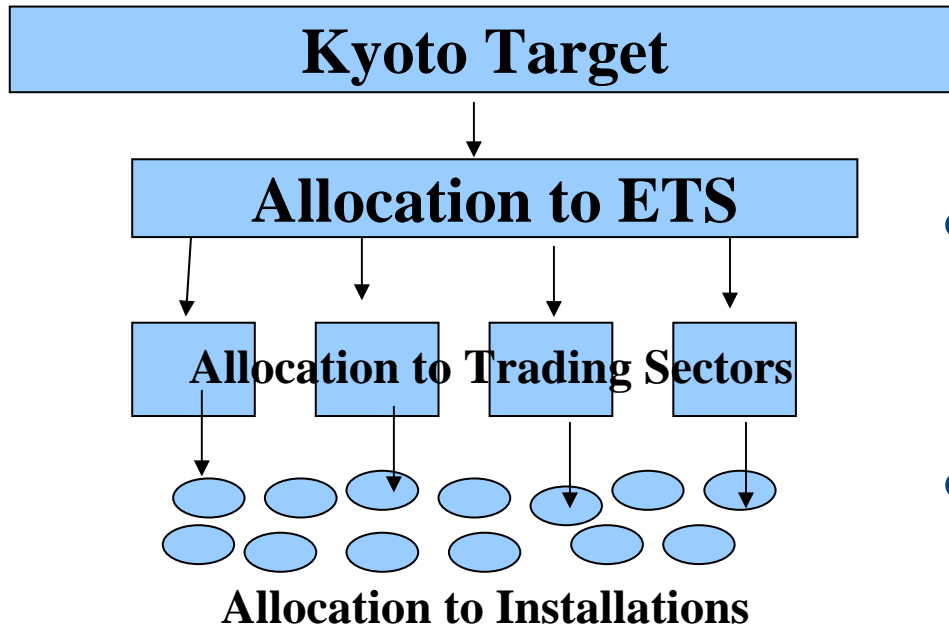 Kyoto Target
Allocation to ETS
Allocation to Trading Sectors
Allocation to Installations